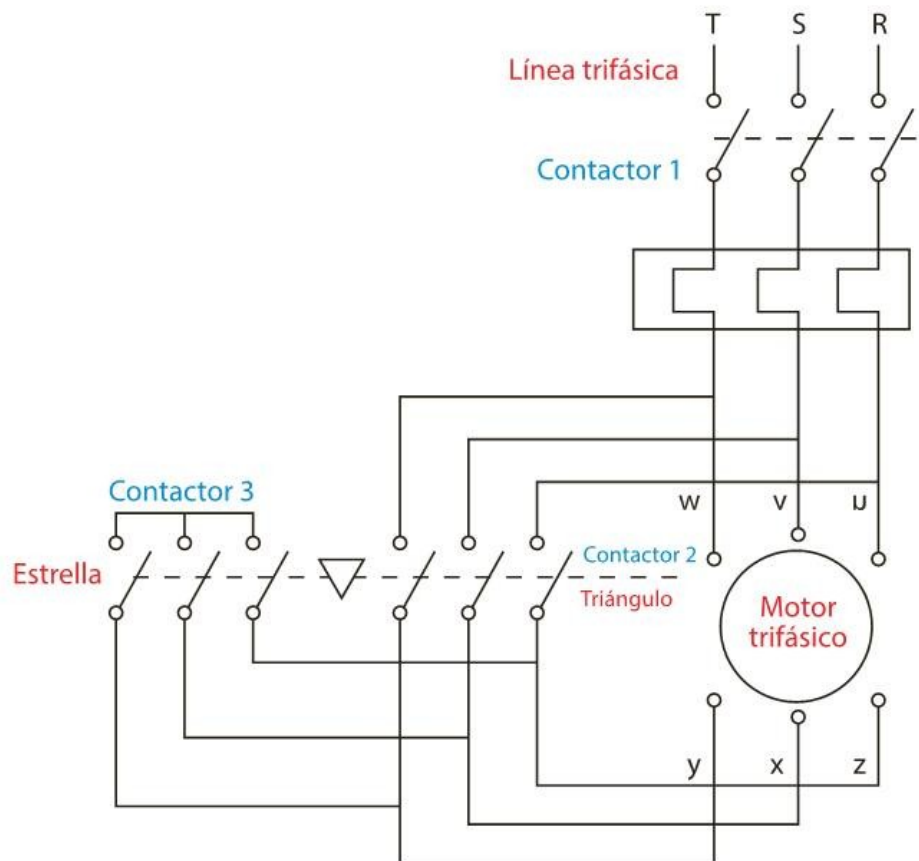 T S R
Línea trifásica
Contactor 1
Contactor 3
w v u
Contactor 2
Estrella
Triángulo
Motor
trifásico
y x z